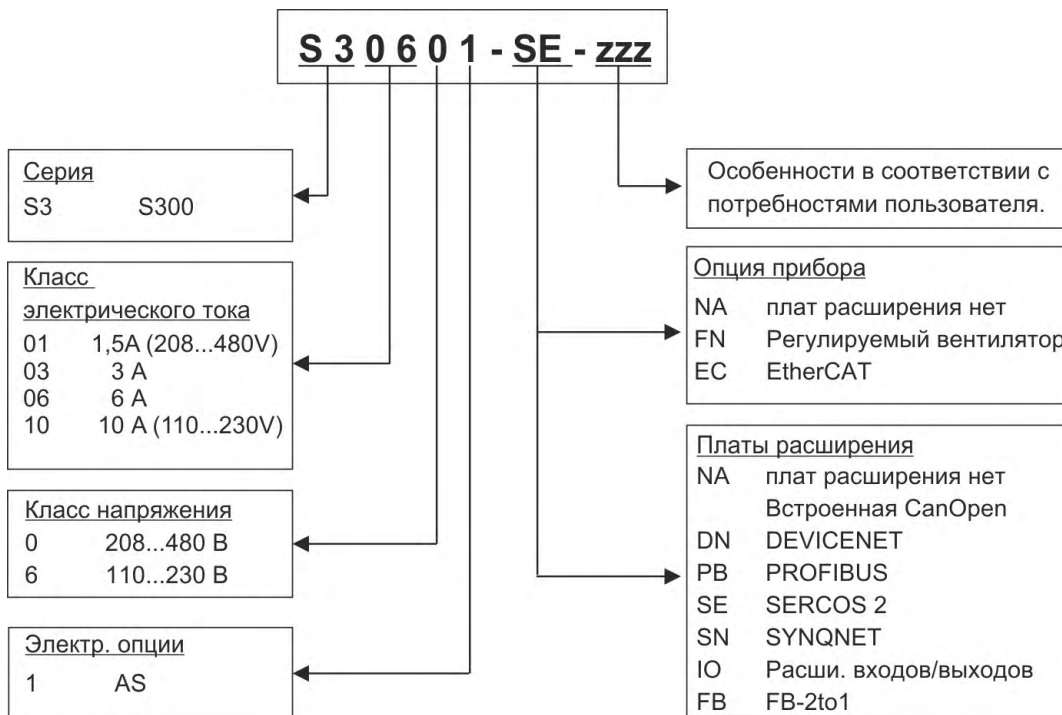 S 3 0 6 0 1 - SE - zzz
Серия
S3 S300
Класс
электрического тока
01 1,5A (208...480V)
03 3 A
06 6 A
10 10 A (110...230V)
Класс напряжения
0 208...480 В
6 110...230 В
Электр. опции
1 AS
Особенности в соответствии с
потребностями пользователя.
Опция прибора
NA плат расширения нет
FN Регулируемый вентилятор
EC EtherCAT
Платы расширения
NA плат расширения нет
Встроенная CanOpen
DN DEVICENET
PB PROFIBUS
SE SERCOS 2
SN SYNQNET
IO Расши. входов/выходов
FB FB-2to1